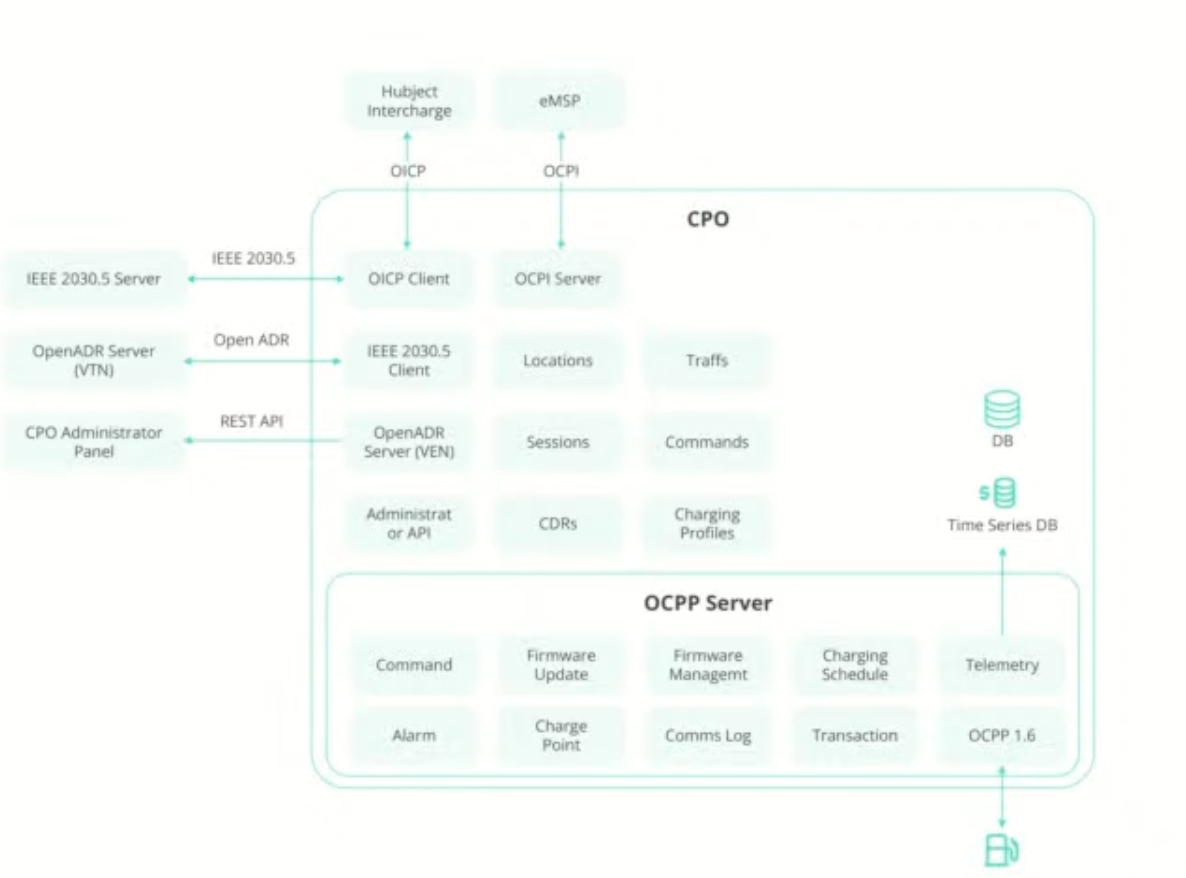 Hubject
Intercharge
eMSP
OICP
OCPI
CPO
IEEE 2030.5
IEEE 2030.5 Server
OICP Client
OCPI Server
Open ADR
OpenADR Server
(VTN)
IEEE 2030.5
Client
Locations
Traffs
REST API
CPO Administrator
Panel
OpenADR
Server (VEN)
Sessions
Commands
DB
Administrat
or API
CDRs
Charging
Profiles
S
Time Series DB
OCPP Server
Command
Firmware
Update
Firmware
Managemt
Charging
Schedule
Telemetry
Alarm
Charge
Point
Comms Log
Transaction
OCPP 1.6